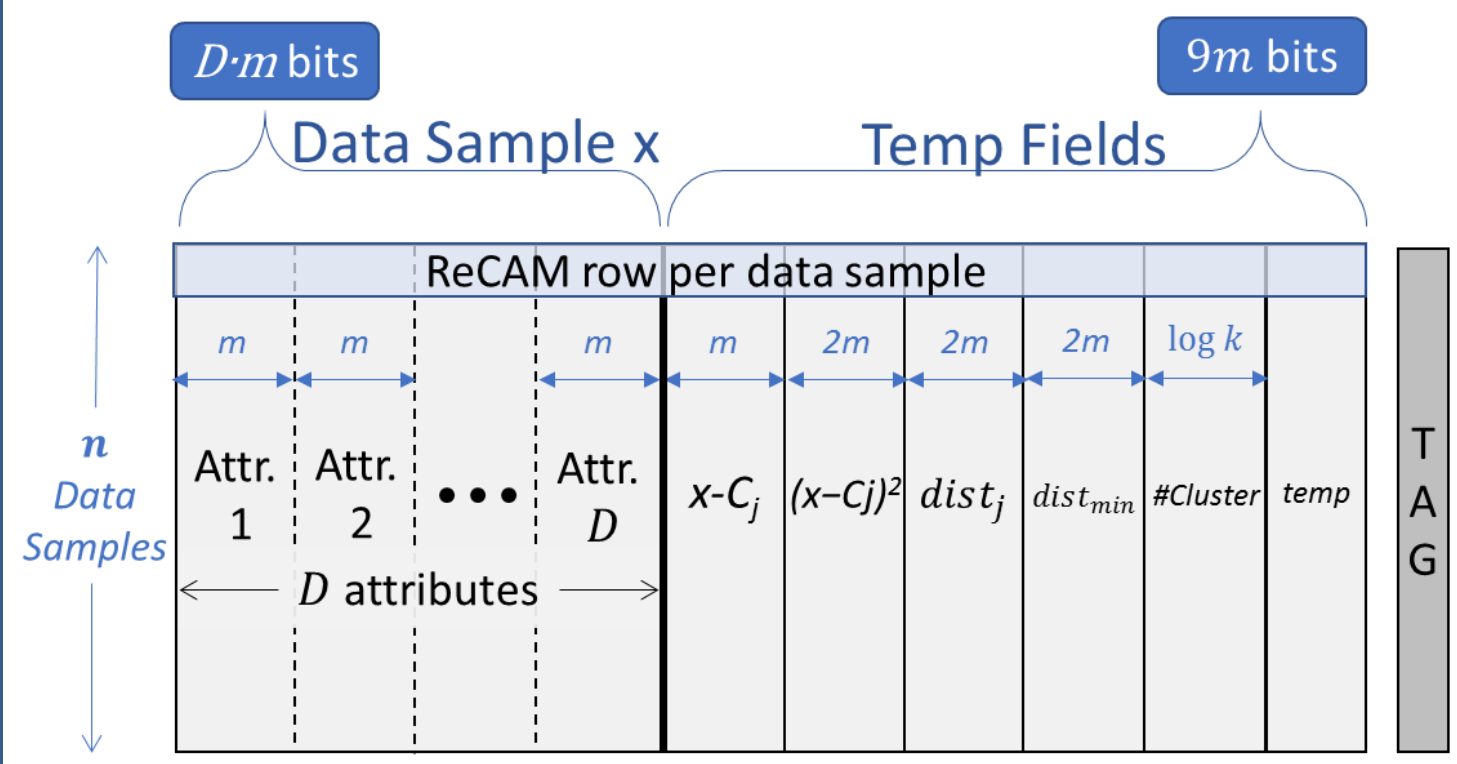 D·m bits
9m bits
Data Sample x
Temp Fields
ReCAM row per data sample
m
m
m
m
2m
2m
2m
log k
n
Data
Samples
Attr.
1
Attr.
2
•••
Attr.
D
x-Cj
(x–Cj)²
distj
distmin
#Cluster
temp
D attributes
T
A
G